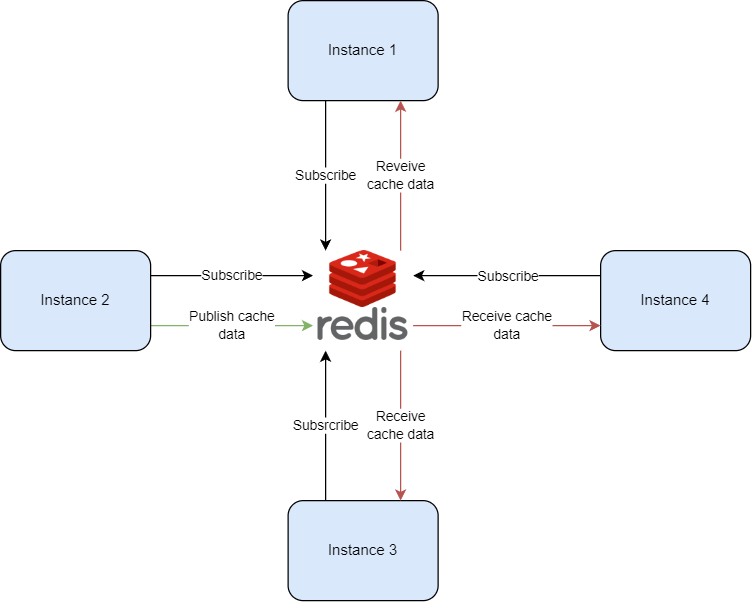 Instance 1
Subscribe
Reveive
cache data
Instance 2
Subscribe
Publish cache
data
redis
Subscribe
Instance 4
Receive cache
data
Subsrcribe
Receive
cache data
Instance 3